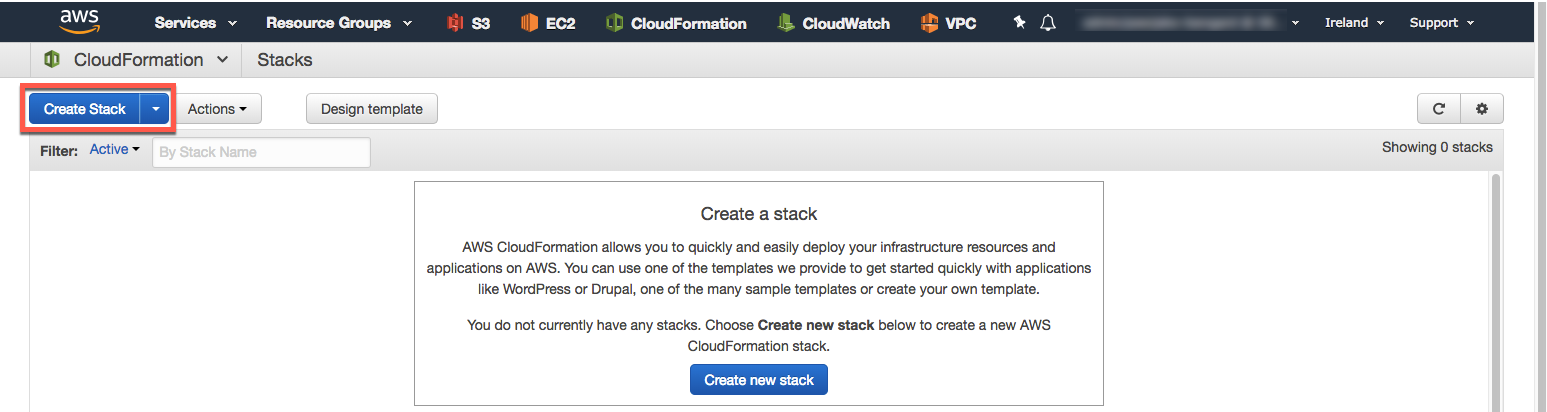 aws Services Resource Groups S3 EC2 CloudFormation CloudWatch VPC Ireland Support
CloudFormation Stacks
Create Stack Actions Design template
Filter: Active By Stack Name Showing 0 stacks
Create a stack
AWS CloudFormation allows you to quickly and easily deploy your infrastructure resources and
applications on AWS. You can use one of the templates we provide to get started quickly with applications
like WordPress or Drupal, one of the many sample templates or create your own template.
You do not currently have any stacks. Choose Create new stack below to create a new AWS
CloudFormation stack.
Create new stack